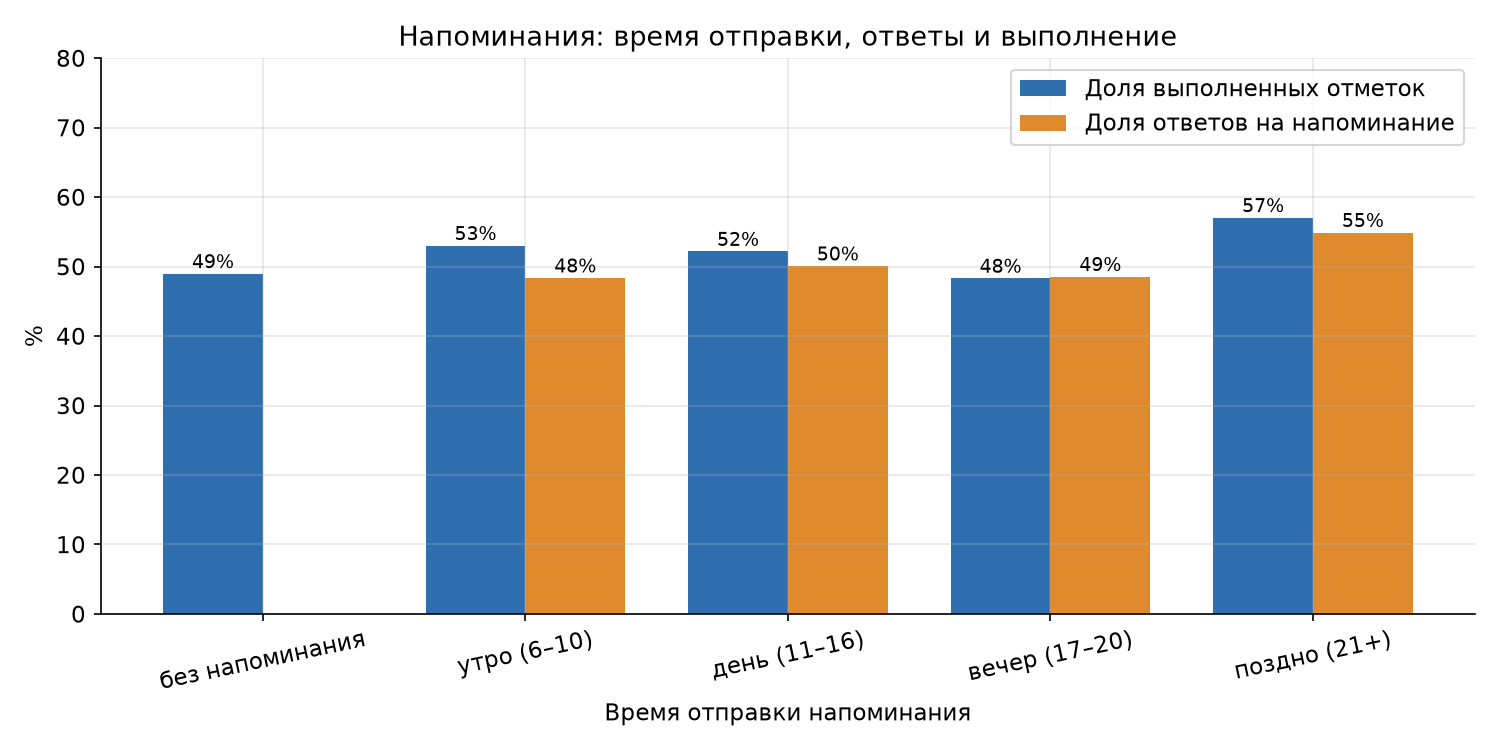 Напоминания: время отправки, ответы и выполнение
Доля выполненных отметок
Доля ответов на напоминание
%
80
70
60
50
40
30
20
10
0
49%
53%
48%
52%
50%
48%
49%
57%
55%
без напоминания
утро (6–10)
день (11–16)
вечер (17–20)
поздно (21+)
Время отправки напоминания